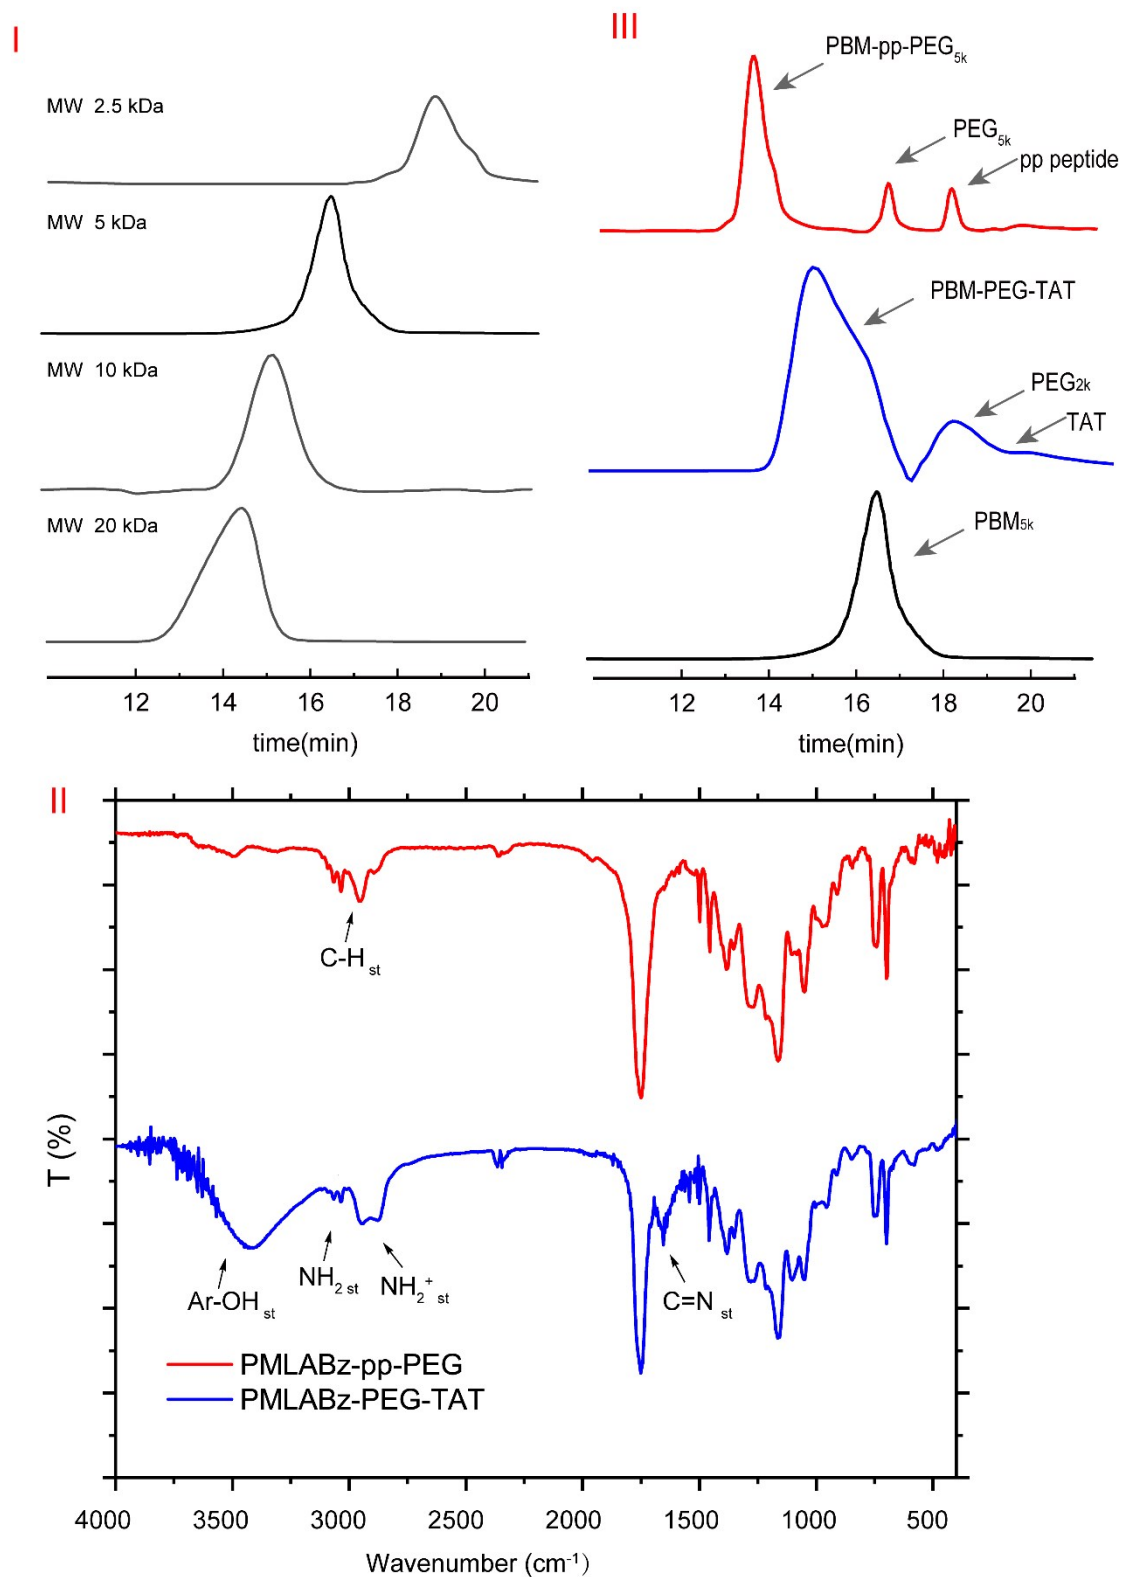 I
MW 2.5 kDa
MW 5 kDa
MW 10 kDa
MW 20 kDa
12 14 16 18 20
time(min)
III
PBM-pp-PEG5k
PEG5k
pp peptide
PBM-PEG-TAT
PEG2k
TAT
PBM5k
12 14 16 18 20
time(min)
II
T (%)
C-H st
Ar-OH st
NH2 st
NH2+ st
C=N st
PMLABz-pp-PEG
PMLABz-PEG-TAT
4000 3500 3000 2500 2000 1500 1000 500
Wavenumber (cm-1)